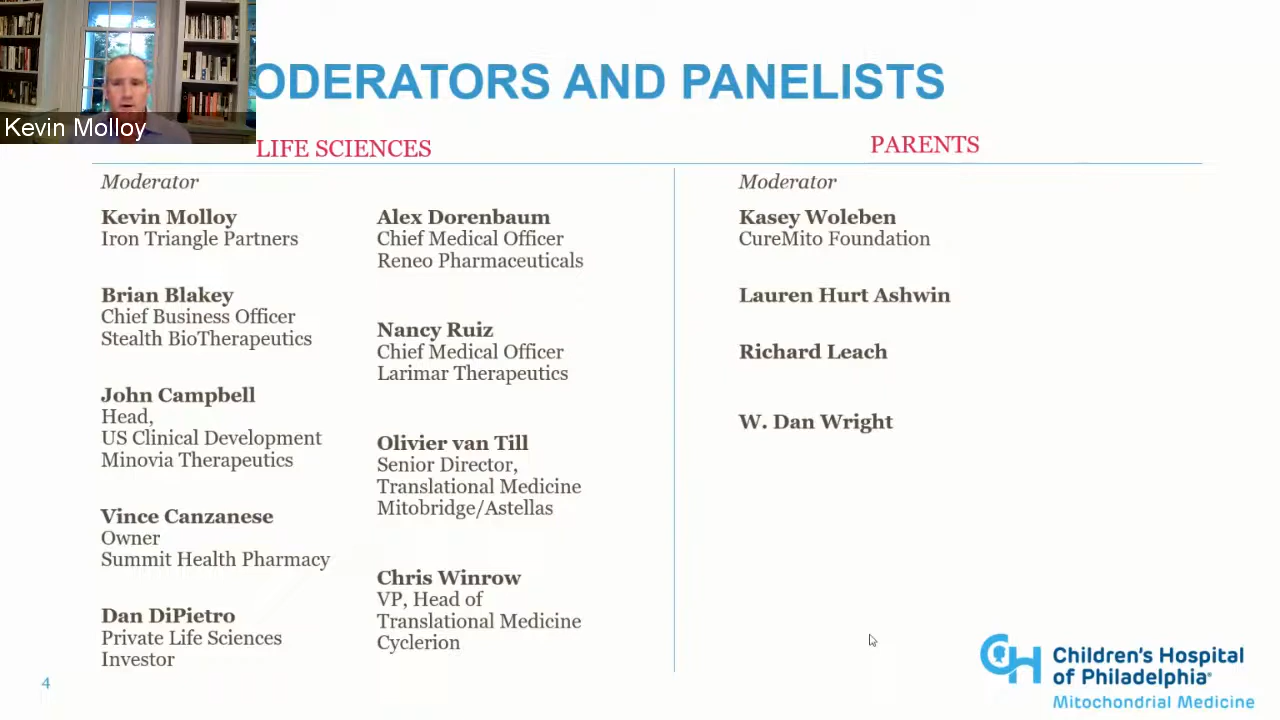 Kevin Molloy
ODERATORS AND PANELISTS
LIFE SCIENCES
Moderator
Kevin Molloy
Iron Triangle Partners
Brian Blakey
Chief Business Officer
Stealth BioTherapeutics
John Campbell
Head,
US Clinical Development
Minovia Therapeutics
Vince Canzanese
Owner
Summit Health Pharmacy
Dan DiPietro
Private Life Sciences
Investor
Alex Dorenbaum
Chief Medical Officer
Reneo Pharmaceuticals
Nancy Ruiz
Chief Medical Officer
Larimar Therapeutics
Olivier van Till
Senior Director,
Translational Medicine
Mitobridge/Astellas
Chris Winrow
VP, Head of
Translational Medicine
Cyclerion
PARENTS
Moderator
Kasey Woleben
CureMito Foundation
Lauren Hurt Ashwin
Richard Leach
W. Dan Wright
4
CH
Children's Hospital
of Philadelphia
Mitochondrial Medicine